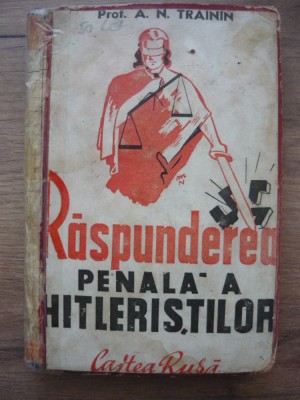 Prof. A. N. TRAININ
Răspunderea
PENALĂ A
HITLERIȘTILOR
Cartea Rusă